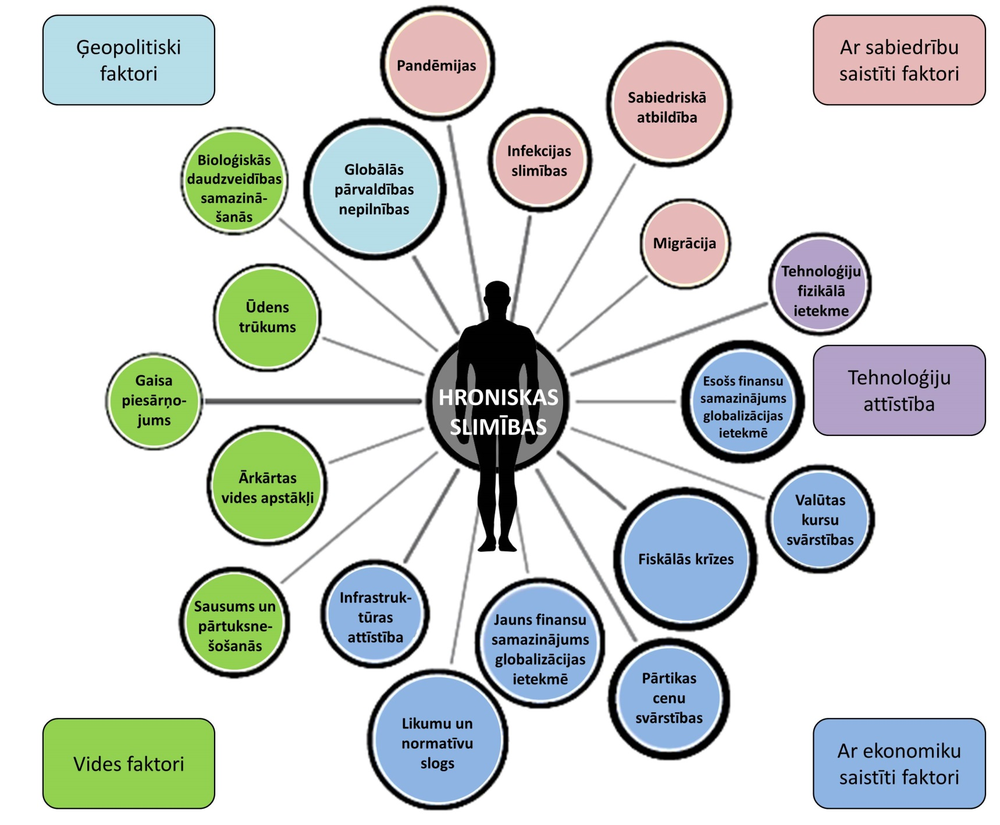 Ģeopolitiski
faktori
Pandēmijas
Ar sabiedrību
saistīti faktori
Sabiedriskā
atbildība
Infekcijas
slimības
Bioloģiskās
daudzveidības
samazinā-
šanās
Globālās
pārvaldības
nepilnības
Migrācija
Tehnoloģiju
fizikālā
ietekme
Ūdens
trūkums
Gaisa
piesārņo-
jums
HRONISKAS
SLIMĪBAS
Esošs finansu
samazinājums
globalizācijas
ietekmē
Tehnoloģiju
attīstība
Ārkārtas
vides apstākļi
Valūtas
kursu
svārstības
Fiskālās krīzes
Sausums un
pārtuksne-
šošanās
Infrastruk-
tūras
attīstība
Jauns finansu
samazinājums
globalizācijas
ietekmē
Pārtikas
cenu
svārstības
Likumu un
normatīvu
slogs
Vides faktori
Ar ekonomiku
saistīti faktori